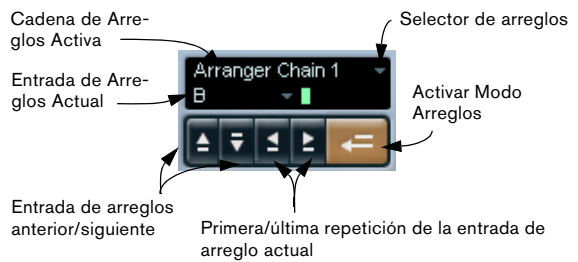 Cadena de Arre-
glos Activa
Selector de arreglos
Arranger Chain 1
Entrada de Arre-
glos Actual
B
Activar Modo
Arreglos
Entrada de arreglos
anterior/siguiente
Primera/última repetición de la entrada de
arreglo actual